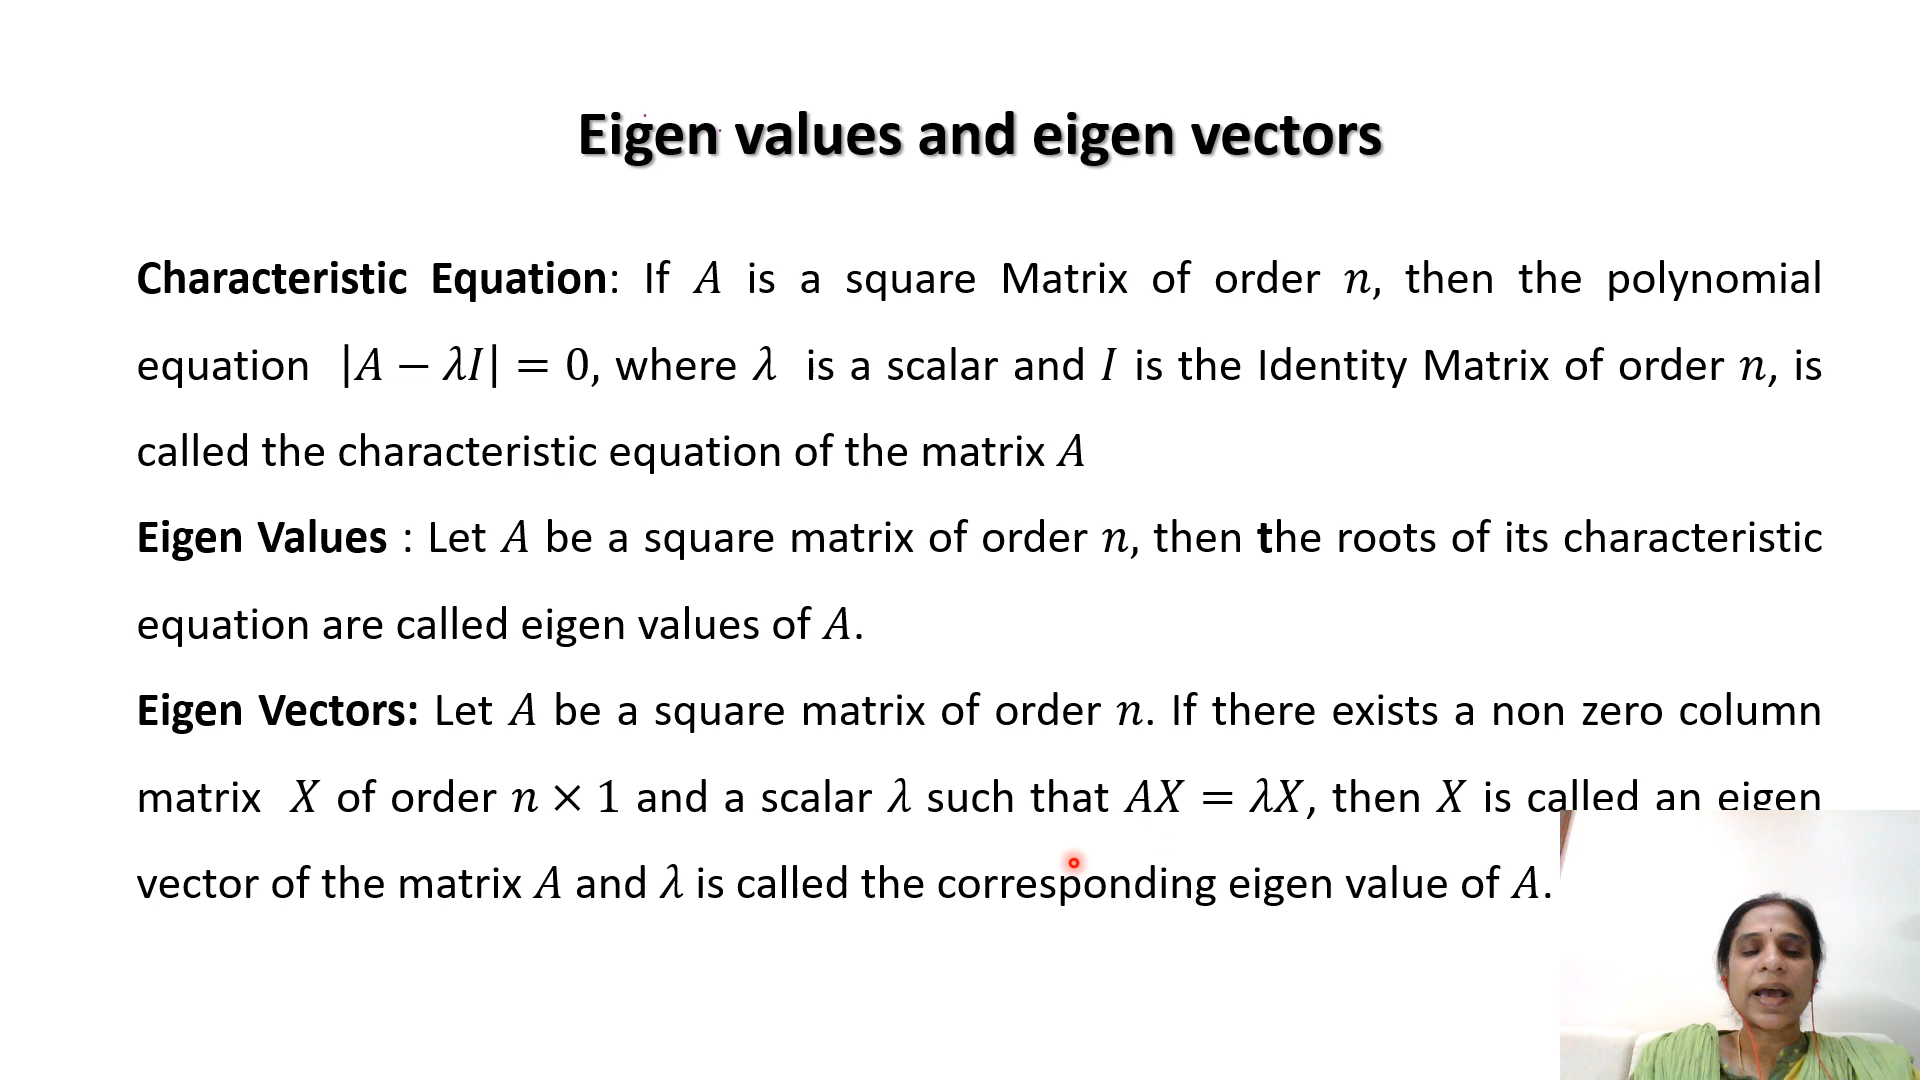 Eigen values and eigen vectors
Characteristic Equation: If A is a square Matrix of order n, then the polynomial
equation |A − λI| = 0, where λ is a scalar and I is the Identity Matrix of order n, is
called the characteristic equation of the matrix A
Eigen Values : Let A be a square matrix of order n, then the roots of its characteristic
equation are called eigen values of A.
Eigen Vectors: Let A be a square matrix of order n. If there exists a non zero column
matrix X of order n × 1 and a scalar λ such that AX = λX, then X is called an eigen
vector of the matrix A and λ is called the corresponding eigen value of A.